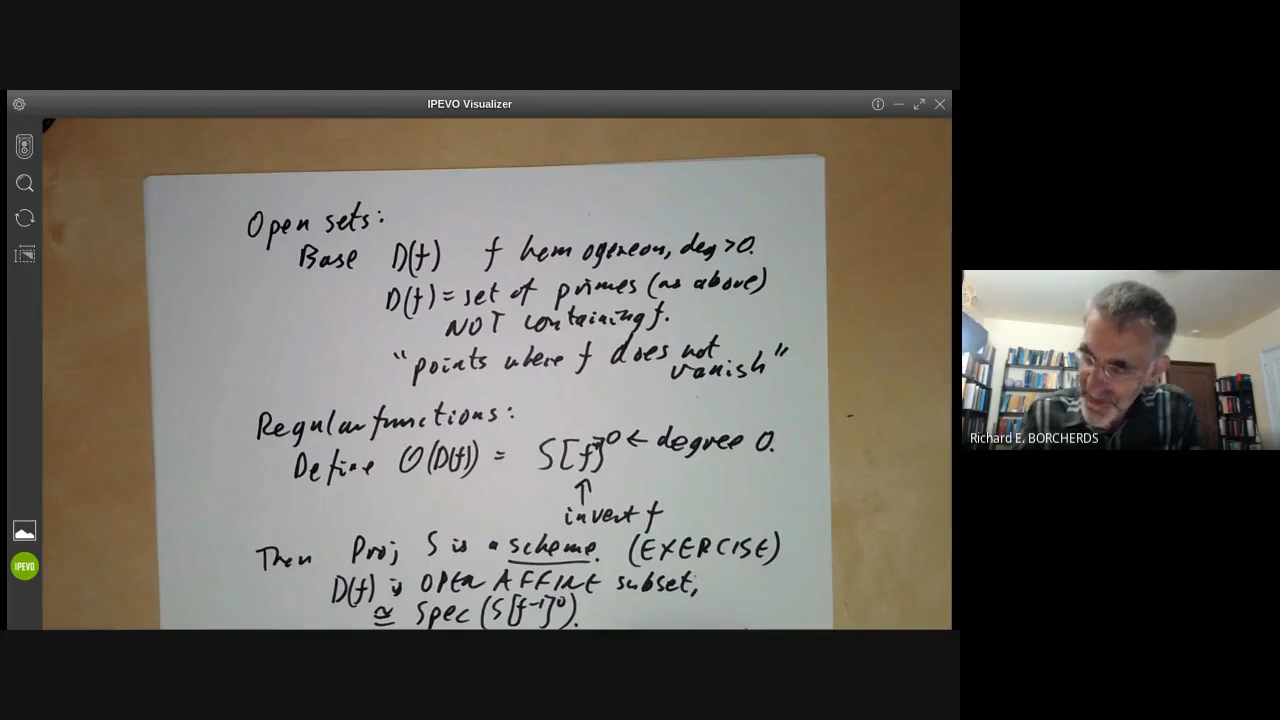 IPEVO Visualizer
Open sets:
Base D(f) f homogeneous, deg > 0.
D(f) = set of primes (as above)
NOT containing f.
"points where f does not
vanish"
Regular functions:
Define O(D(f)) = S[f⁻¹]⁰ ← degree 0.
↑
invert f
Then Proj S is a scheme. (EXERCISE)
D(f) is OPEN AFFINE subset,
≅ Spec (S[f⁻¹]⁰).
IPEVO
Richard E. BORCHERDS